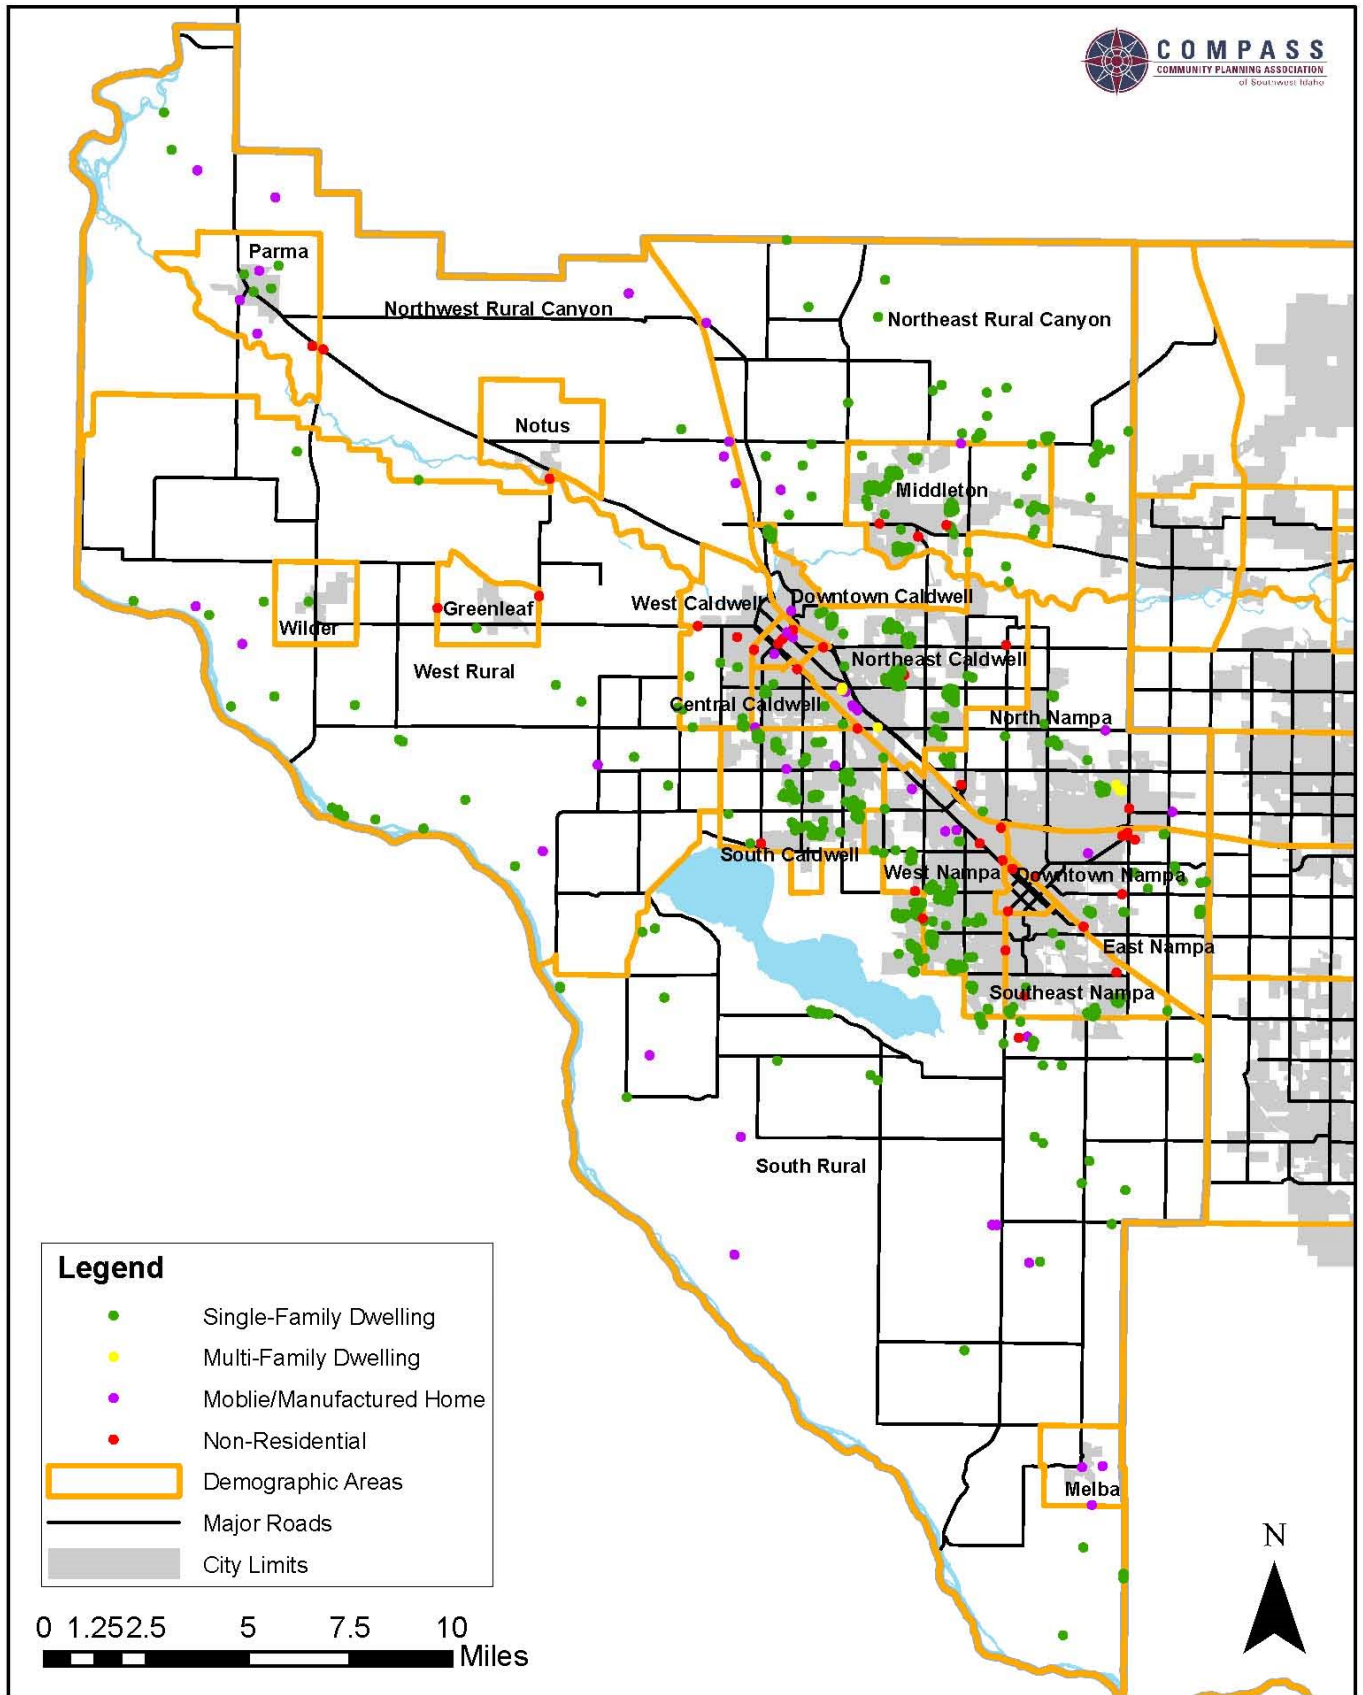 COMPASS
COMMUNITY PLANNING ASSOCIATION
of Southwest Idaho
Parma
Northwest Rural Canyon
Northeast Rural Canyon
Notus
Middleton
West Caldwell
Downtown Caldwell
Greenleaf
Wilder
Northeast Caldwell
West Rural
Central Caldwell
North Nampa
South Caldwell
West Nampa
Downtown Nampa
East Nampa
Southeast Nampa
South Rural
Melba
Legend
Single-Family Dwelling
Multi-Family Dwelling
Moblie/Manufactured Home
Non-Residential
Demographic Areas
Major Roads
City Limits
0 1.25 2.5 5 7.5 10
Miles
N